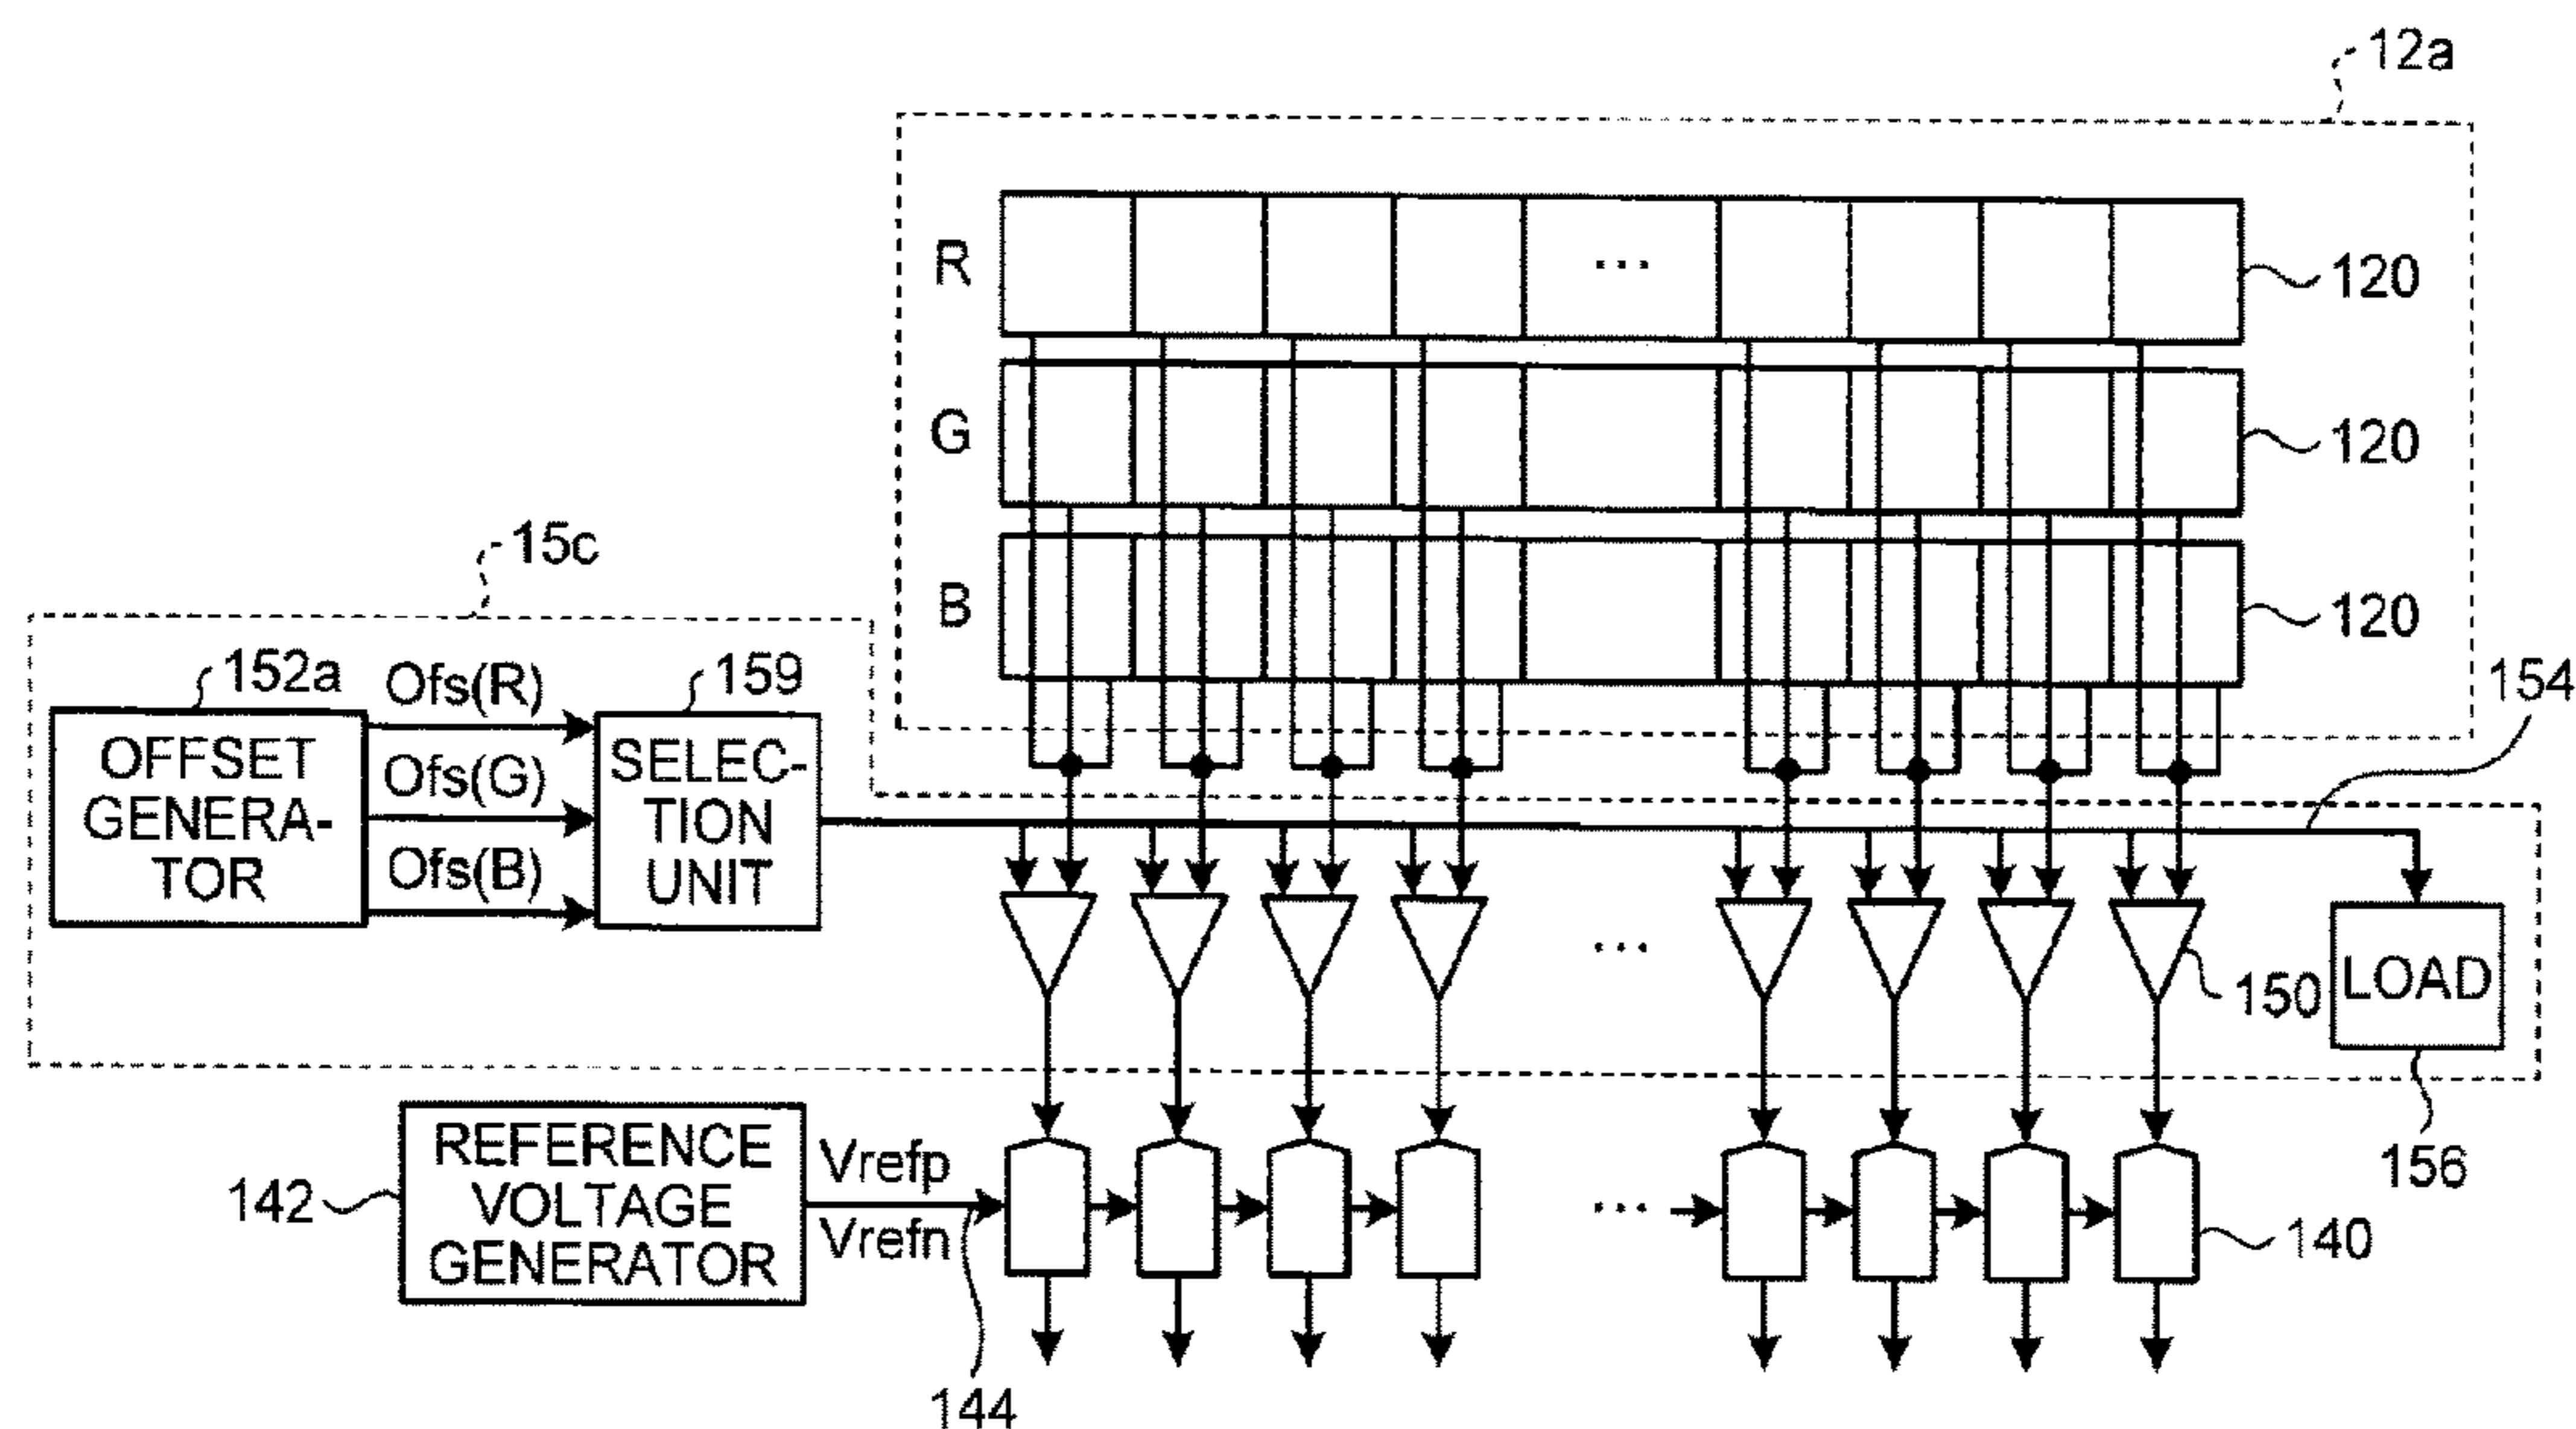 12a
R
...
120
G
120
15c
B
120
152a
Ofs(R)
159
154
OFFSET
GENERA-
TOR
Ofs(G)
Ofs(B)
SELEC-
TION
UNIT
...
150
LOAD
156
142
REFERENCE
VOLTAGE
GENERATOR
Vrefp
Vrefn
...
140
144